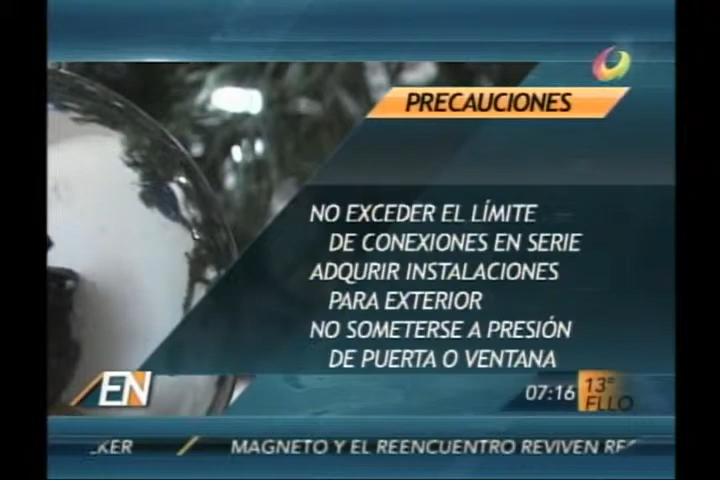 PRECAUCIONES
NO EXCEDER EL LÍMITE
DE CONEXIONES EN SERIE
ADQURIR INSTALACIONES
PARA EXTERIOR
NO SOMETERSE A PRESIÓN
DE PUERTA O VENTANA
EN
07:16 13°
MAGNETO Y EL REENCUENTRO REVIVEN